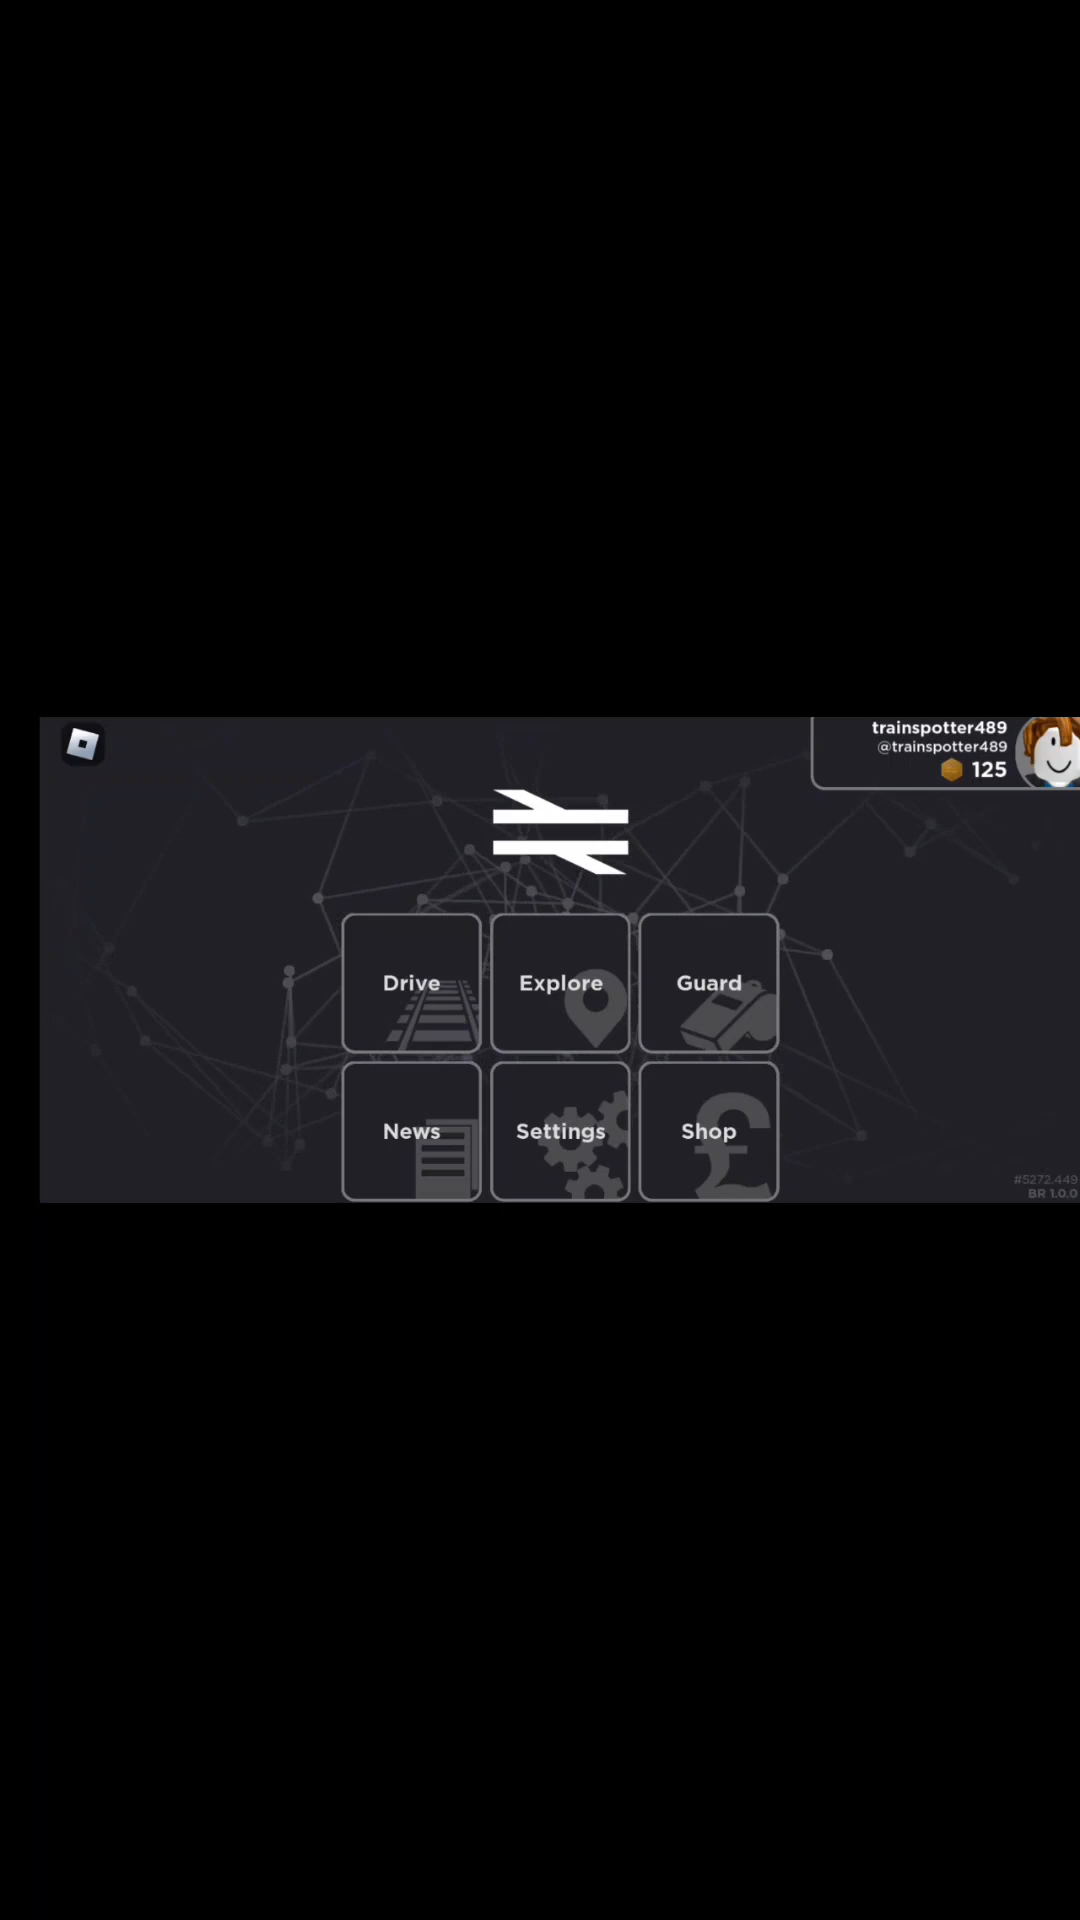 trainspotter489
@trainspotter489
125
Drive
Explore
Guard
News
Settings
Shop
#5272.449
BR 1.0.0